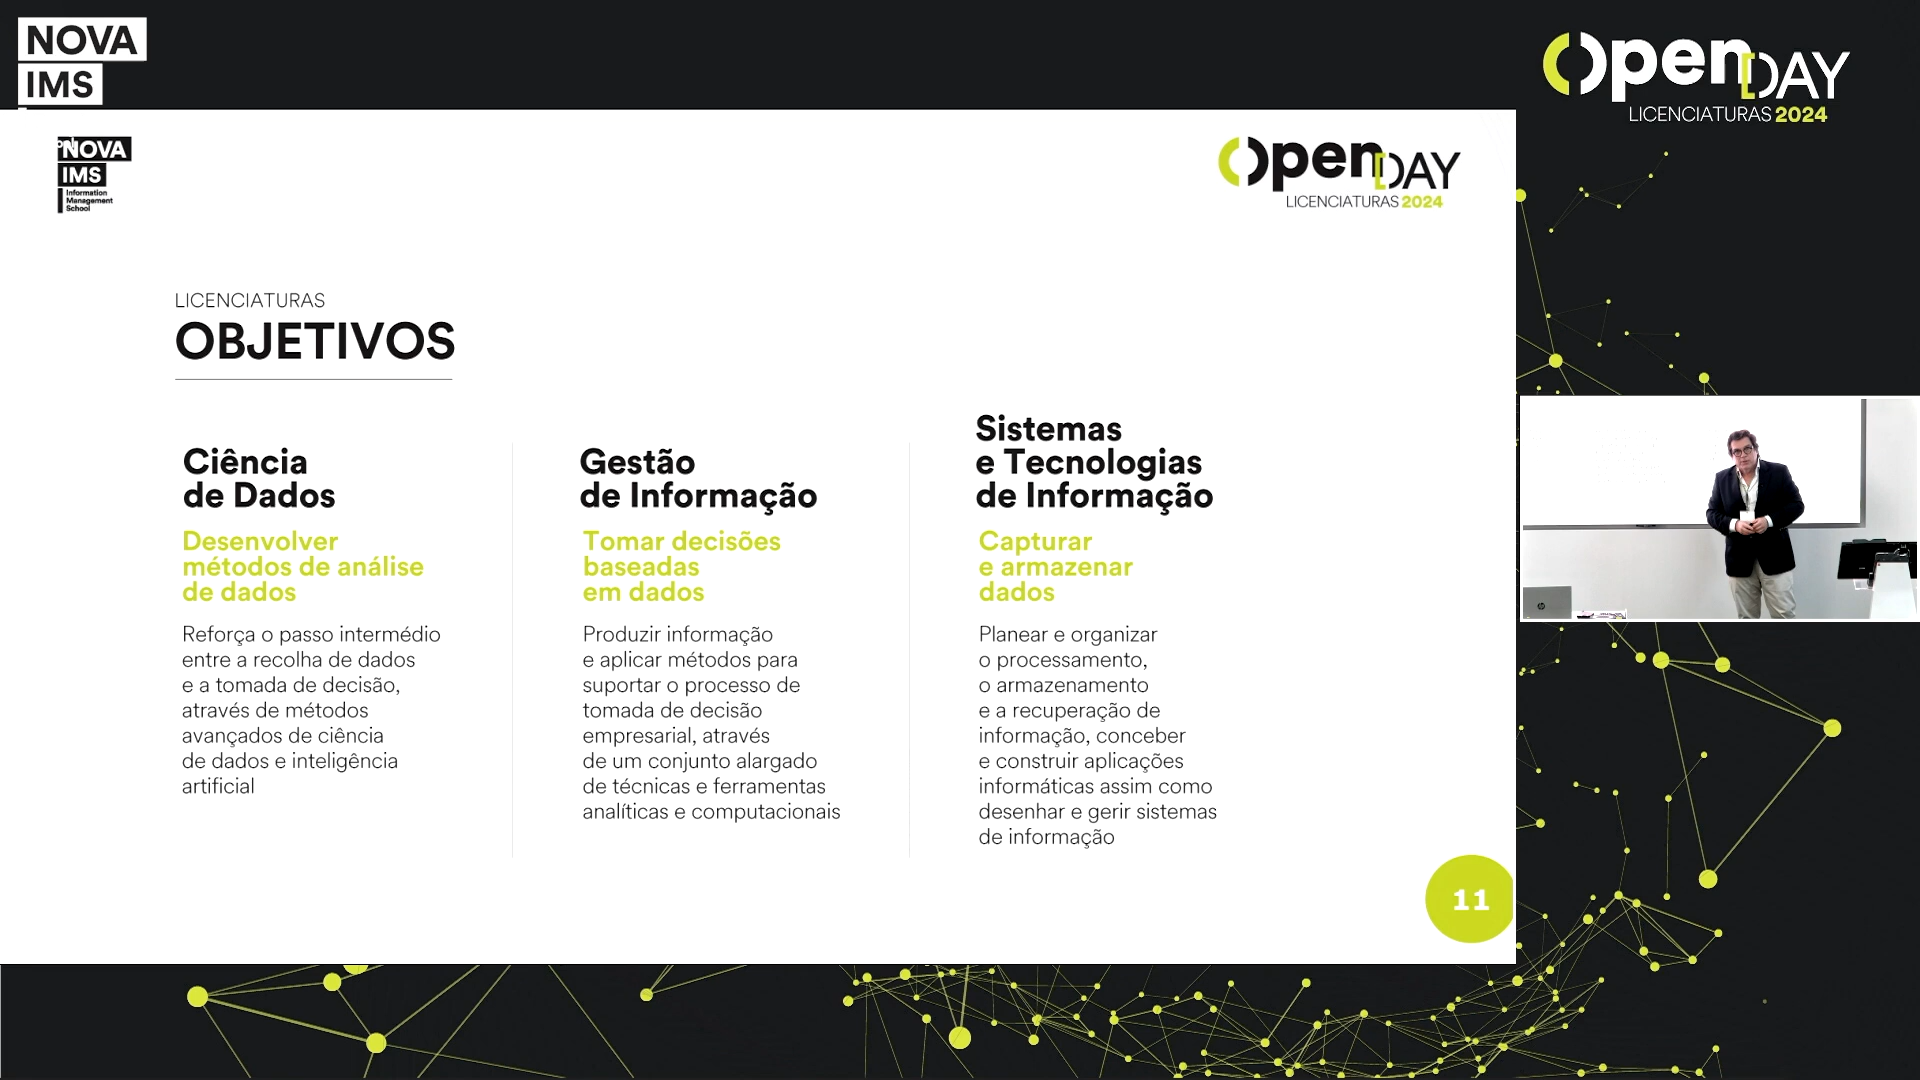 NOVA
IMS
Open DAY
LICENCIATURAS 2024
NOVA
IMS
Information
Management
School
Open DAY
LICENCIATURAS 2024
LICENCIATURAS
OBJETIVOS
Ciência
de Dados
Desenvolver
métodos de análise
de dados
Reforça o passo intermédio
entre a recolha de dados
e a tomada de decisão,
através de métodos
avançados de ciência
de dados e inteligência
artificial
Gestão
de Informação
Tomar decisões
baseadas
em dados
Produzir informação
e aplicar métodos para
suportar o processo de
tomada de decisão
empresarial, através
de um conjunto alargado
de técnicas e ferramentas
analíticas e computacionais
Sistemas
e Tecnologias
de Informação
Capturar
e armazenar
dados
Planear e organizar
o processamento,
o armazenamento
e a recuperação de
informação, conceber
e construir aplicações
informáticas assim como
desenhar e gerir sistemas
de informação
11
hp